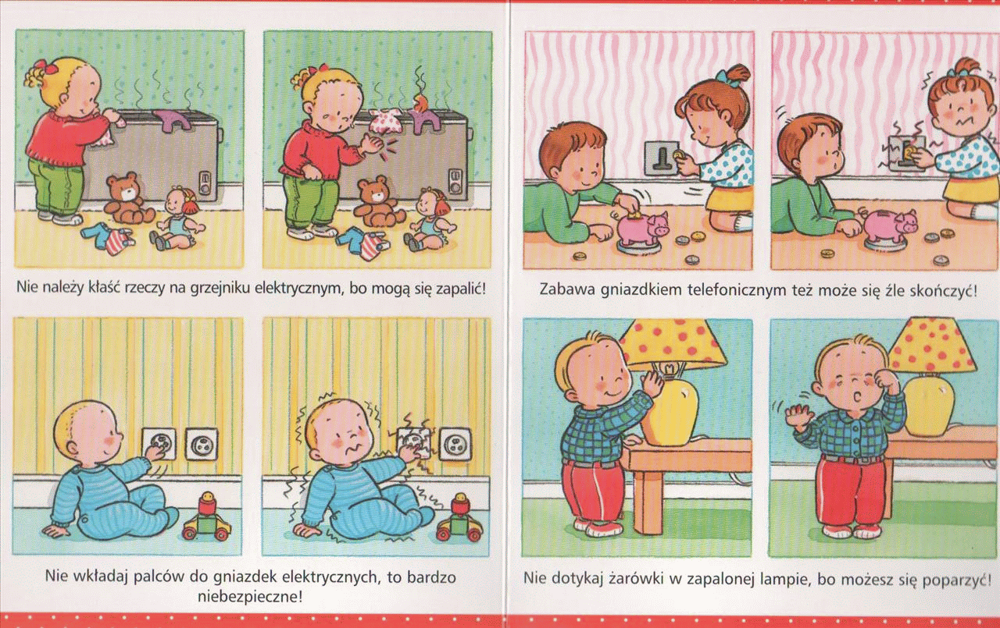 Nie należy kłaść rzeczy na grzejniku elektrycznym, bo mogą się zapalić!
Zabawa gniazdkiem telefonicznym też może się źle skończyć!
Nie wkładaj palców do gniazdek elektrycznych, to bardzo
niebezpieczne!
Nie dotykaj żarówki w zapalonej lampie, bo możesz się poparzyć!